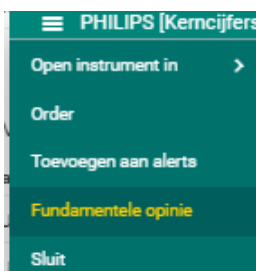 PHILIPS [Kerncijfers
Open instrument in
Order
Toevoegen aan alerts
Fundamentele opinie
Sluit